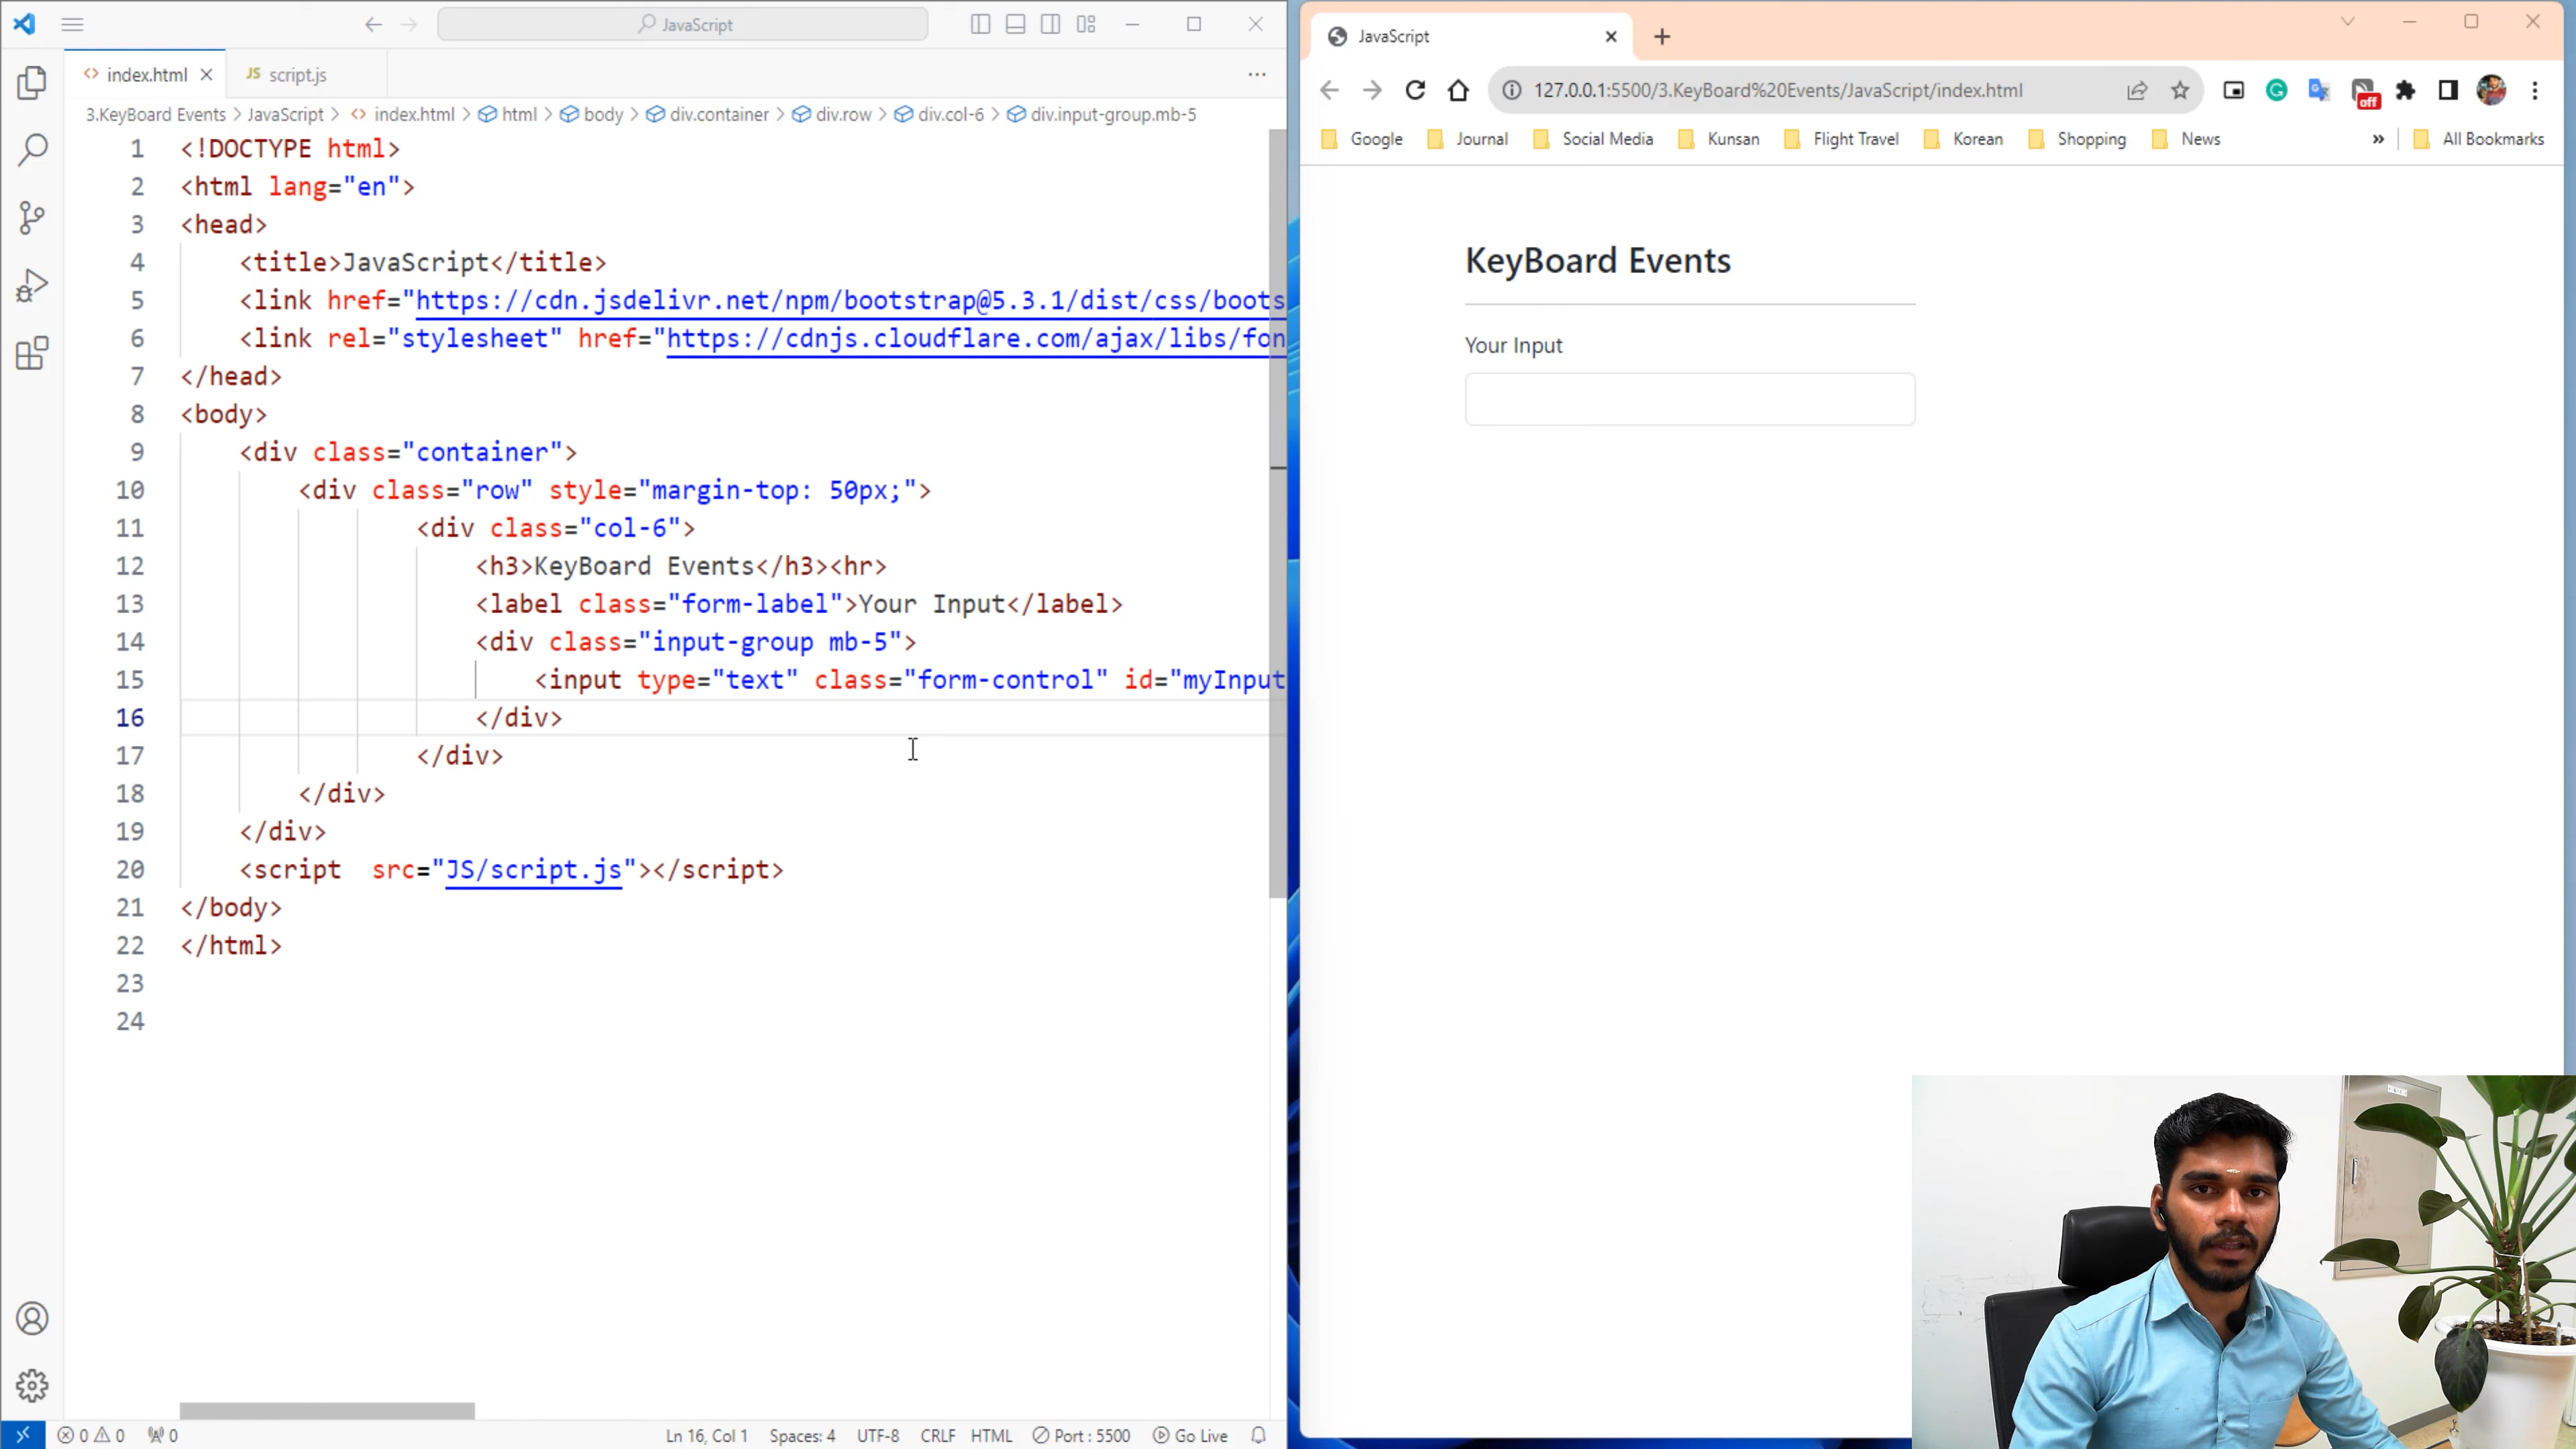 JavaScript
index.html
JS script.js
3.KeyBoard Events > JavaScript > index.html > html > body > div.container > div.row > div.col-6 > div.input-group.mb-5
1 <!DOCTYPE html>
2 <html lang="en">
3 <head>
4 <title>JavaScript</title>
5 <link href="https://cdn.jsdelivr.net/npm/bootstrap@5.3.1/dist/css/boots
6 <link rel="stylesheet" href="https://cdnjs.cloudflare.com/ajax/libs/fon
7 </head>
8 <body>
9 <div class="container">
10 <div class="row" style="margin-top: 50px;">
11 <div class="col-6">
12 <h3>KeyBoard Events</h3><hr>
13 <label class="form-label">Your Input</label>
14 <div class="input-group mb-5">
15 <input type="text" class="form-control" id="myInput
16 </div>
17 </div>
18 </div>
19 </div>
20 <script  src="JS/script.js"></script>
21 </body>
22 </html>
23
24
0 0 0 Ln 16, Col 1 Spaces: 4 UTF-8 CRLF HTML Port : 5500 Go Live
JavaScript
127.0.0.1:5500/3.KeyBoard%20Events/JavaScript/index.html
off
Google Journal Social Media Kunsan Flight Travel Korean Shopping News » All Bookmarks
KeyBoard Events
Your Input